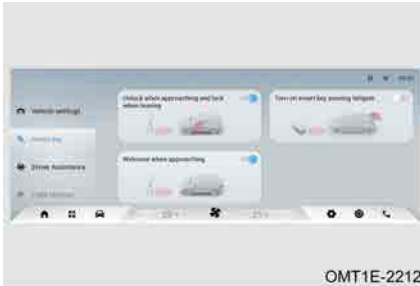 Unlock when approaching and lock
when leaving
Turn on smart key sensing tailgate
Vehicle settings
Smart key
Welcome when approaching
Driver Assistance
OMT1E-2212